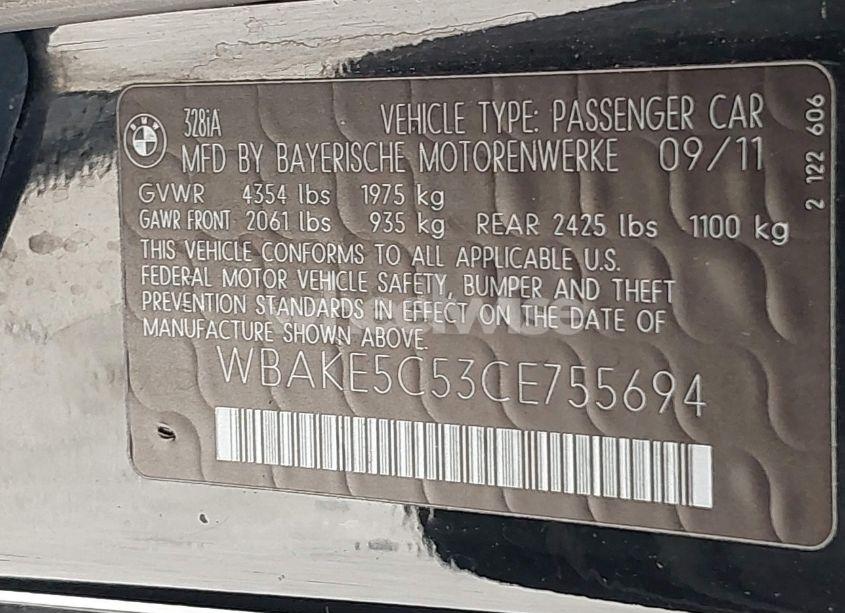 BMW
328iA VEHICLE TYPE: PASSENGER CAR
MFD BY BAYERISCHE MOTORENWERKE 09/11
GVWR 4354 lbs 1975 kg
GAWR FRONT 2061 lbs 935 kg REAR 2425 lbs 1100 kg
THIS VEHICLE CONFORMS TO ALL APPLICABLE U.S.
FEDERAL MOTOR VEHICLE SAFETY, BUMPER AND THEFT
PREVENTION STANDARDS IN EFFECT ON THE DATE OF
MANUFACTURE SHOWN ABOVE.
WBAKE5C53CE755694
2 122 606